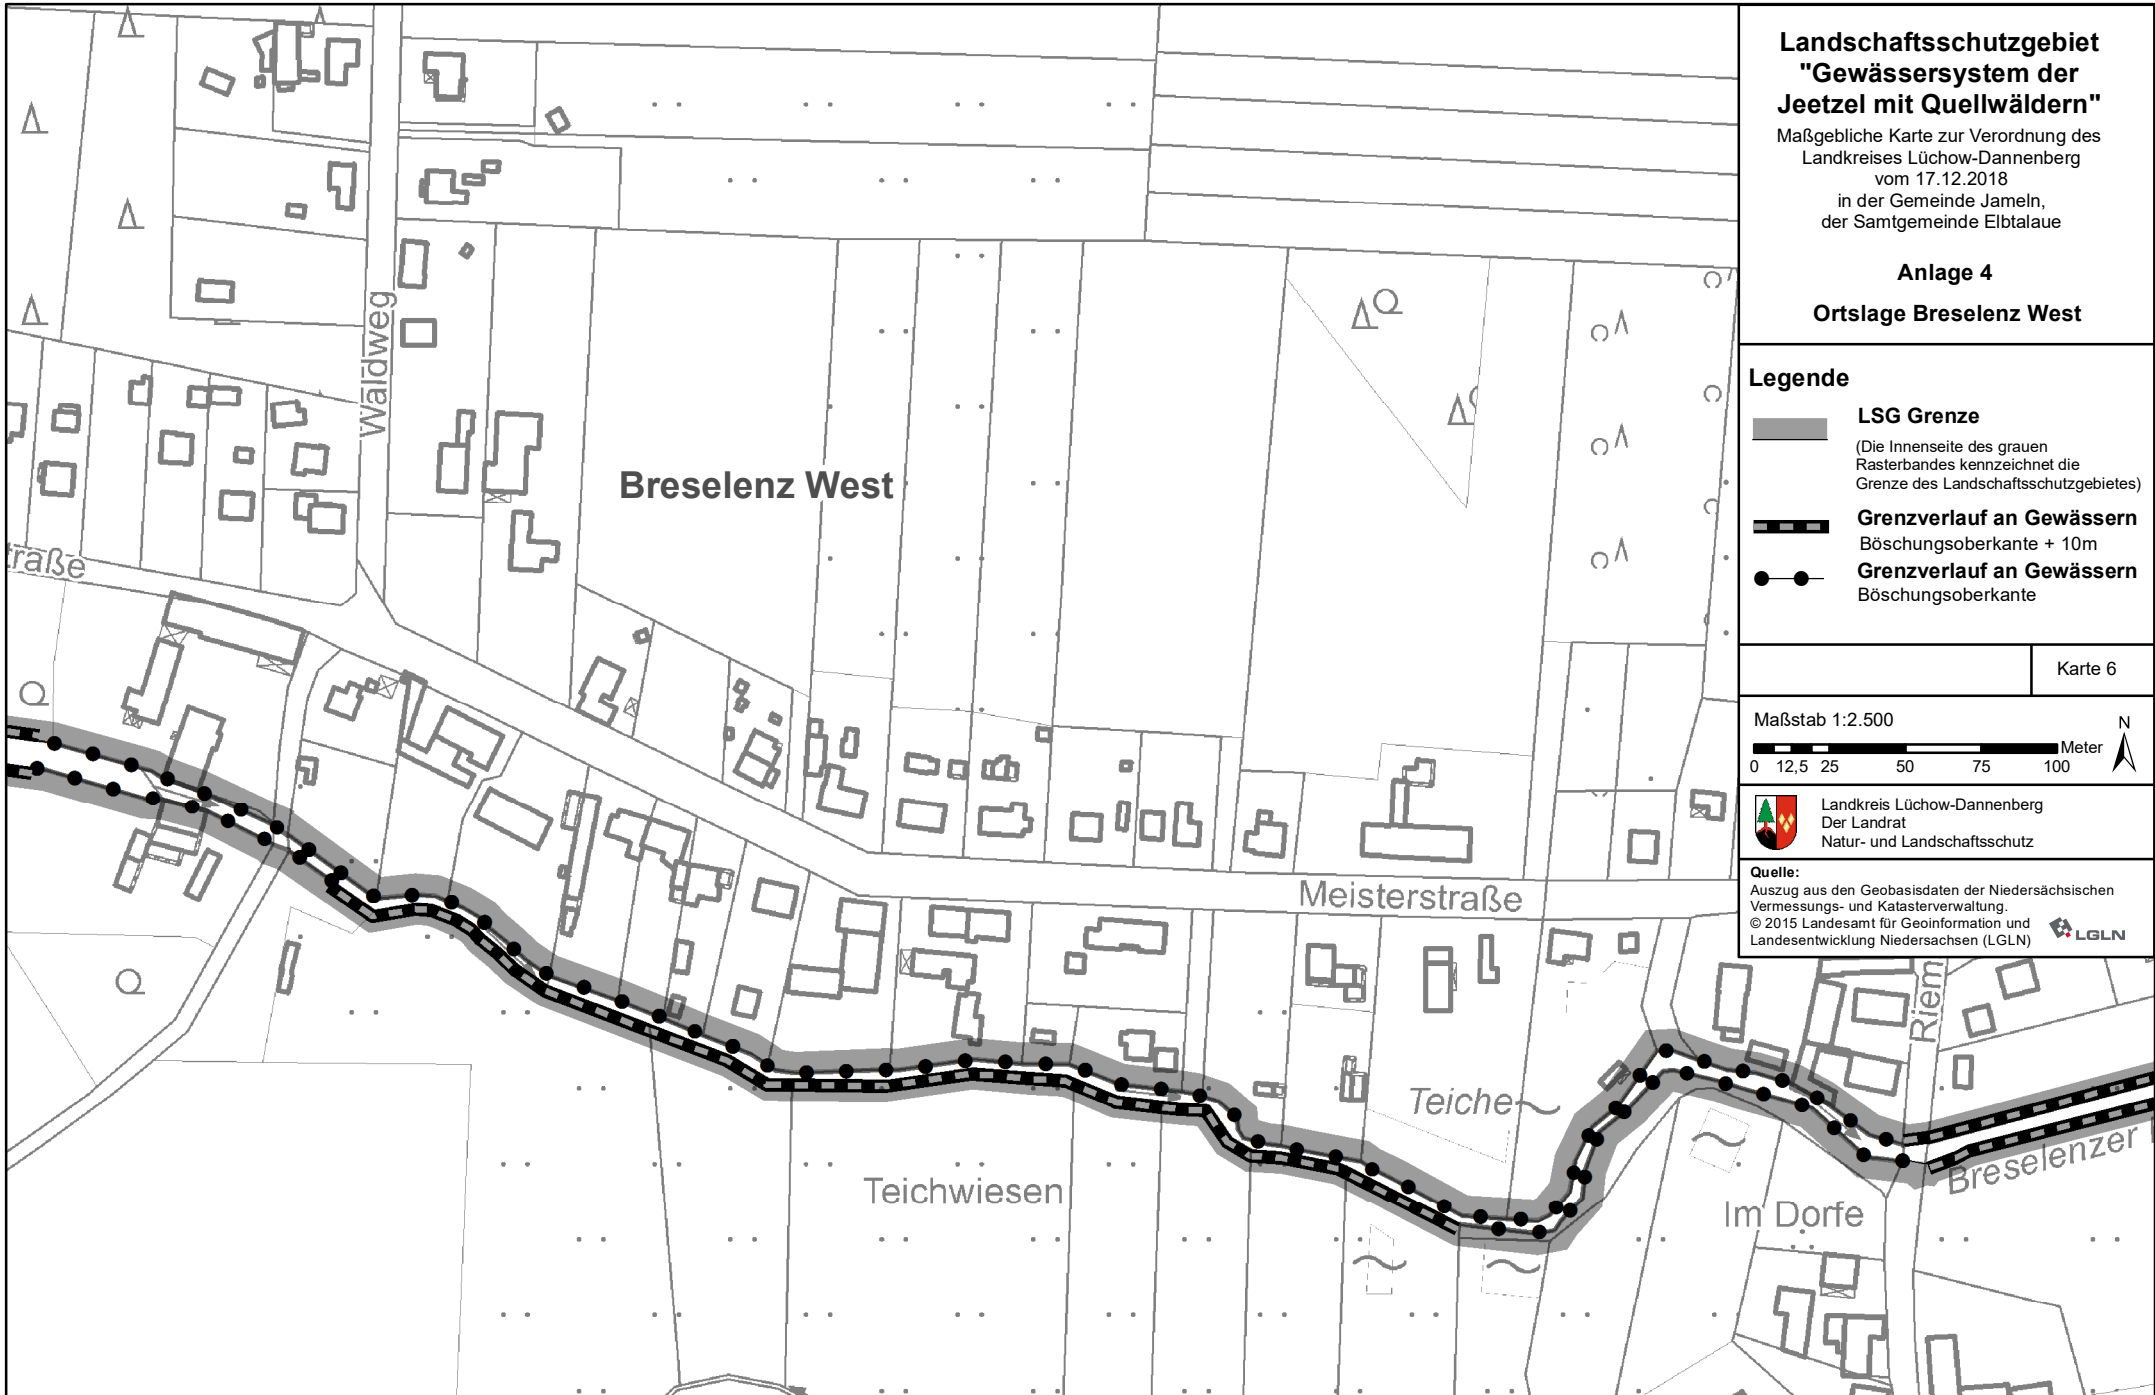 Landschaftsschutzgebiet
"Gewässersystem der
Jeetzel mit Quellwäldern"
Maßgebliche Karte zur Verordnung des
Landkreises Lüchow-Dannenberg
vom 17.12.2018
in der Gemeinde Jameln,
der Samtgemeinde Elbtalaue
Anlage 4
Ortslage Breselenz West
Legende
LSG Grenze
(Die Innenseite des grauen
Rasterbandes kennzeichnet die
Grenze des Landschaftsschutzgebietes)
Grenzverlauf an Gewässern
Böschungsoberkante + 10m
Grenzverlauf an Gewässern
Böschungsoberkante
Karte 6
Maßstab 1:2.500
N
Meter
0 12,5 25 50 75 100
Landkreis Lüchow-Dannenberg
Der Landrat
Natur- und Landschaftsschutz
Quelle:
Auszug aus den Geobasisdaten der Niedersächsischen
Vermessungs- und Katasterverwaltung.
© 2015 Landesamt für Geoinformation und
Landesentwicklung Niedersachsen (LGLN)
LGLN
Waldweg
Breselenz West
traße
Meisterstraße
Riem
Teiche
Breselenzer
Teichwiesen
Im Dorfe